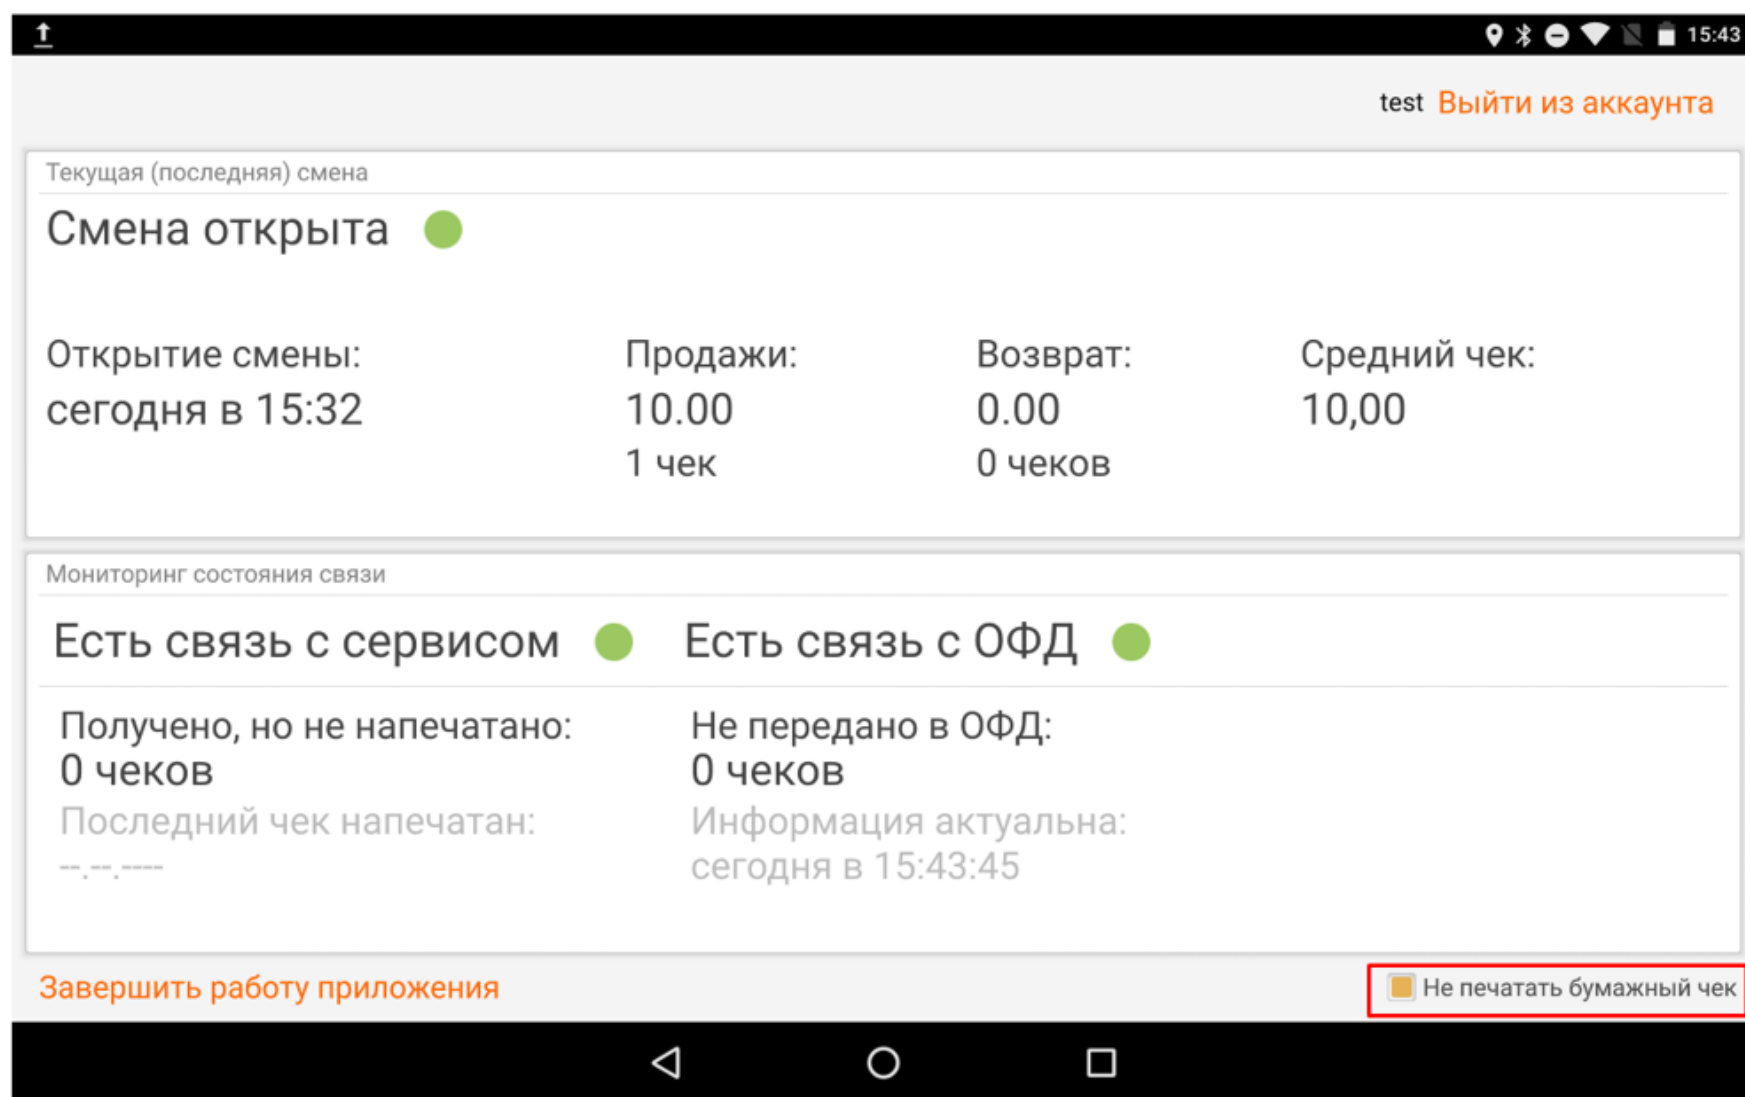 15:43
test Выйти из аккаунта
Текущая (последняя) смена
Смена открыта
Открытие смены: Продажи: Возврат: Средний чек:
сегодня в 15:32 10.00 0.00 10,00
1 чек 0 чеков
Мониторинг состояния связи
Есть связь с сервисом Есть связь с ОФД
Получено, но не напечатано: Не передано в ОФД:
0 чеков 0 чеков
Последний чек напечатан: Информация актуальна:
--.--.---- сегодня в 15:43:45
Завершить работу приложения Не печатать бумажный чек